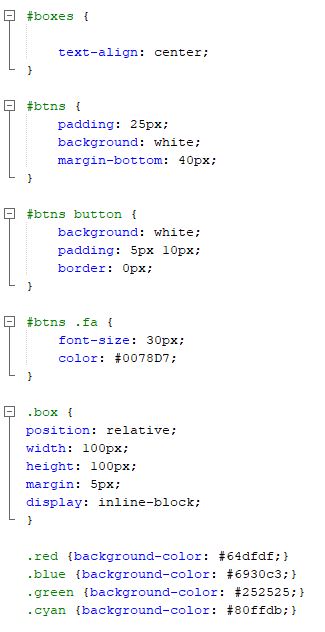 #boxes {
text-align: center;
}
#btns {
padding: 25px;
background: white;
margin-bottom: 40px;
}
#btns button {
background: white;
padding: 5px 10px;
border: 0px;
}
#btns .fa {
font-size: 30px;
color: #0078D7;
}
.box {
position: relative;
width: 100px;
height: 100px;
margin: 5px;
display: inline-block;
}
.red {background-color: #64dfdf;}
.blue {background-color: #6930c3;}
.green {background-color: #252525;}
.cyan {background-color: #80ffdb;}